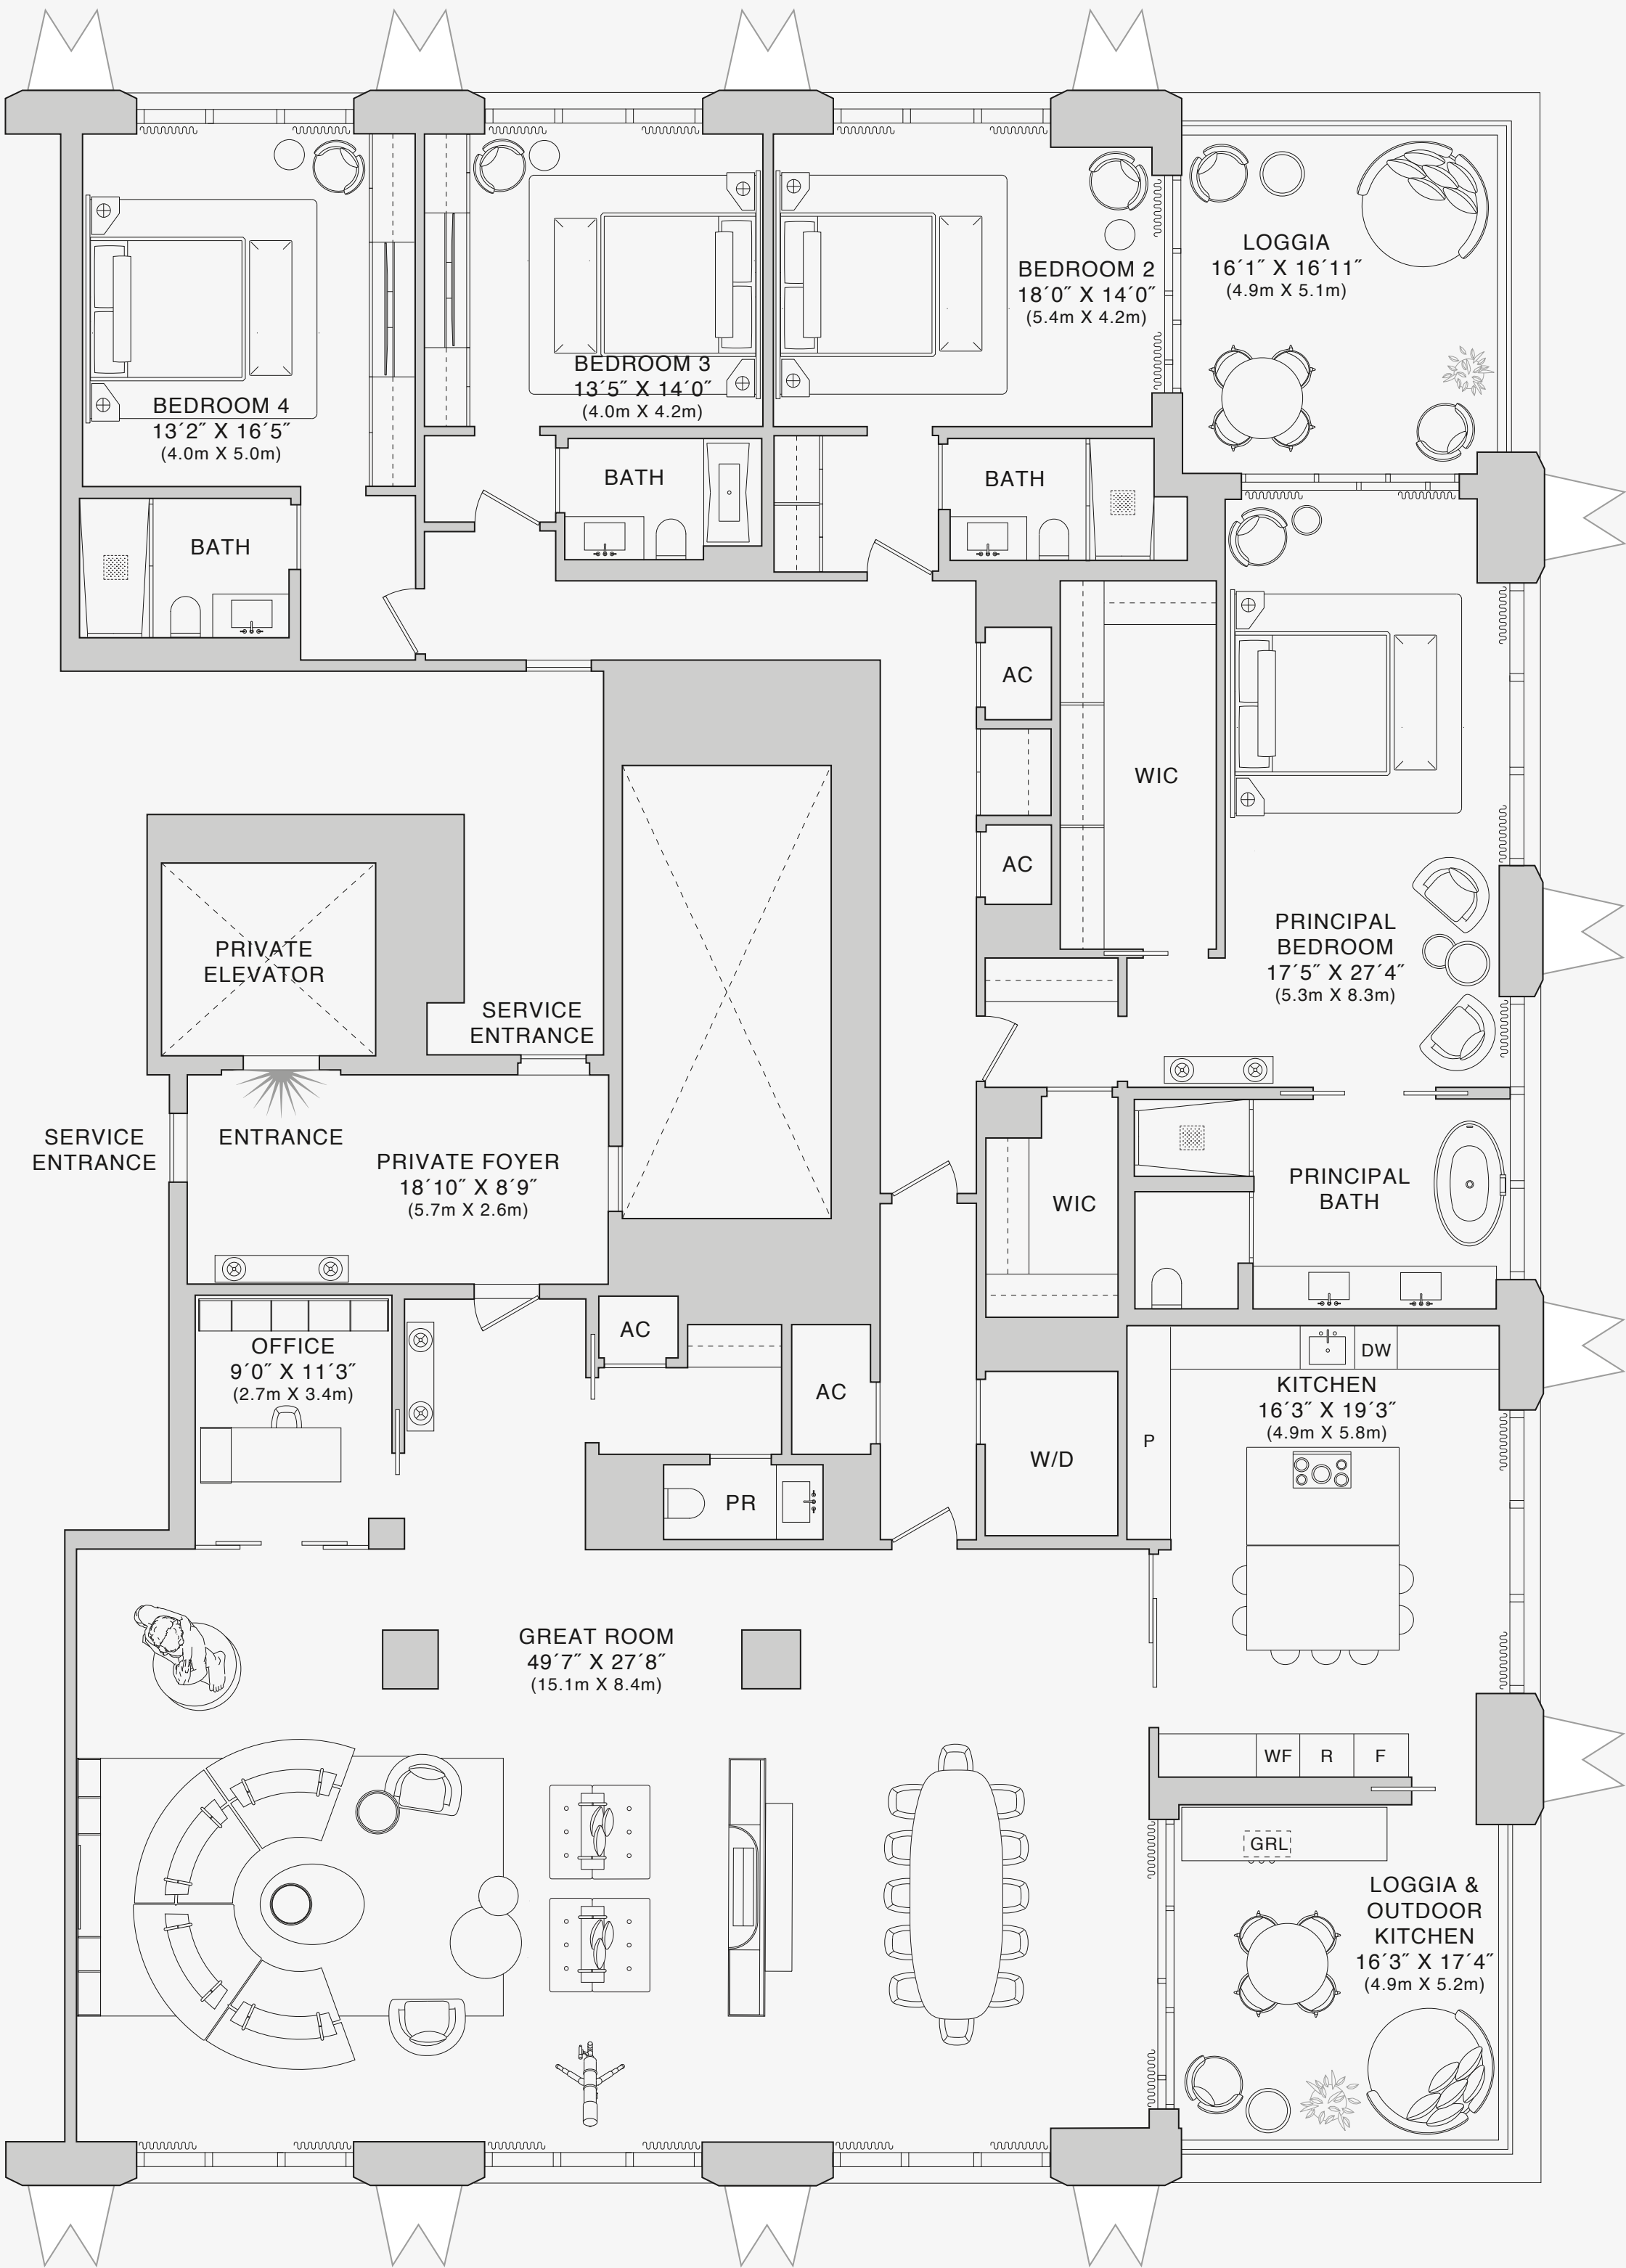 LOGGIA
16´1˝ X 16´11˝
(4.9m X 5.1m)
BEDROOM 2
18´0˝ X 14´0˝
(5.4m X 4.2m)
BEDROOM 3
13´5˝ X 14´0˝
(4.0m X 4.2m)
BEDROOM 4
13´2˝ X 16´5˝
(4.0m X 5.0m)
BATH
BATH
BATH
AC
WIC
AC
PRINCIPAL
BEDROOM
17´5˝ X 27´4˝
(5.3m X 8.3m)
PRIVATE
ELEVATOR
SERVICE
ENTRANCE
SERVICE
ENTRANCE
ENTRANCE
PRIVATE FOYER
18´10˝ X 8´9˝
(5.7m X 2.6m)
WIC
PRINCIPAL
BATH
OFFICE
9´0˝ X 11´3˝
(2.7m X 3.4m)
AC
AC
DW
KITCHEN
16´3˝ X 19´3˝
(4.9m X 5.8m)
P
W/D
PR
GREAT ROOM
49´7˝ X 27´8˝
(15.1m X 8.4m)
WF
R
F
GRL
LOGGIA &
OUTDOOR
KITCHEN
16´3˝ X 17´4˝
(4.9m X 5.2m)